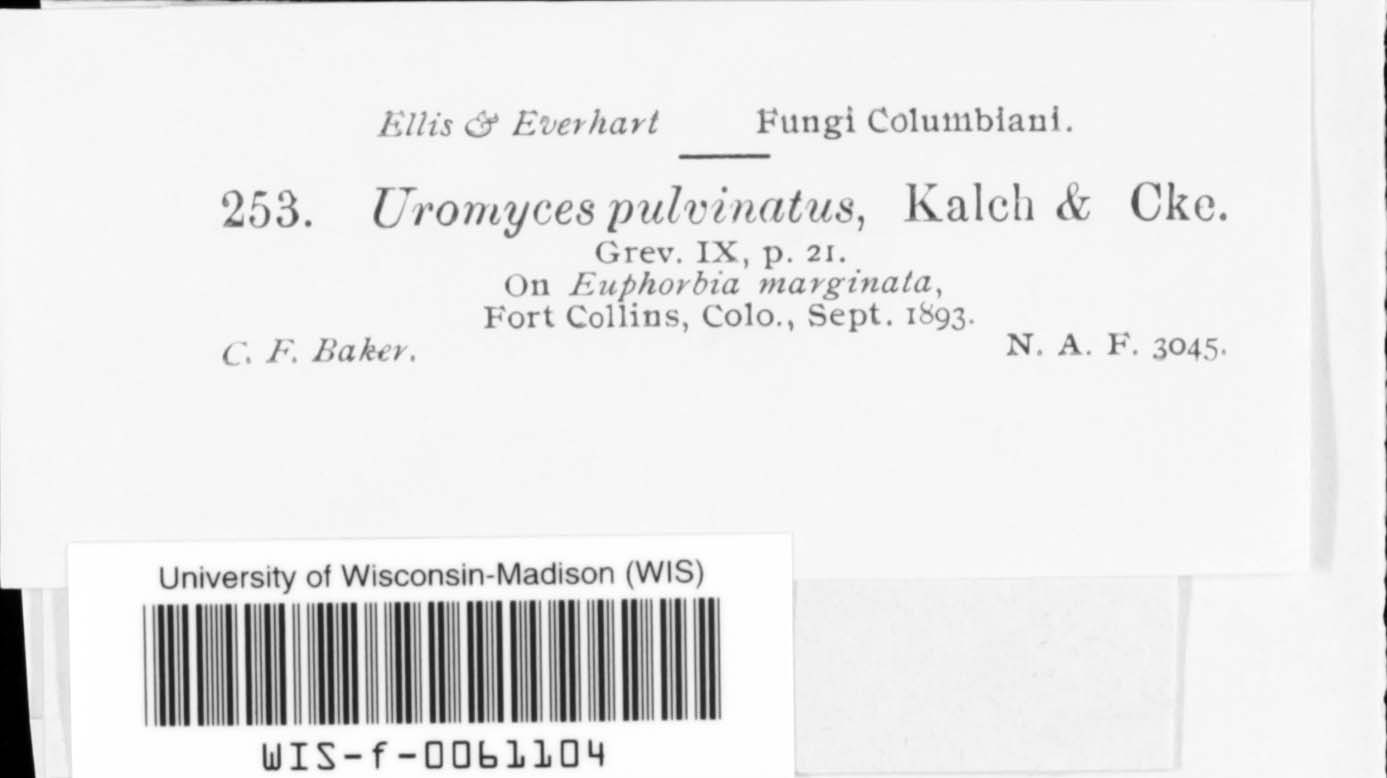 Ellis & Everhart Fungi Columbiani.
253. Uromyces pulvinatus, Kalch & Cke.
Grev. IX, p. 21.
On Euphorbia marginata,
Fort Collins, Colo., Sept. 1893.
C. F. Baker. N. A. F. 3045.
University of Wisconsin-Madison (WIS)
WIS-f-0061104